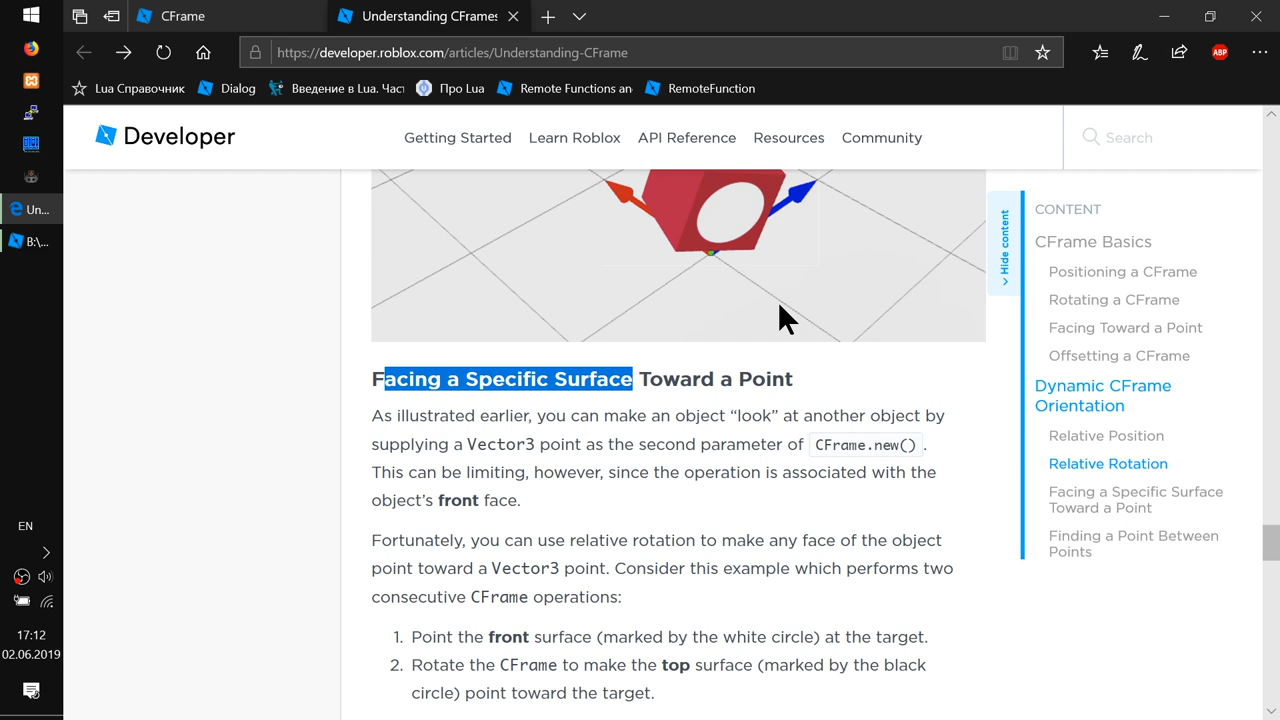 CFrame
Understanding CFrames
https://developer.roblox.com/articles/Understanding-CFrame
ABP
Lua Справочник
Dialog
Введение в Lua. Част
Про Lua
Remote Functions an
RemoteFunction
Developer
Getting Started
Learn Roblox
API Reference
Resources
Community
Search
Un...
B:\...
EN
17:12
02.06.2019
Facing a Specific Surface Toward a Point
As illustrated earlier, you can make an object “look” at another object by
supplying a Vector3 point as the second parameter of CFrame.new() .
This can be limiting, however, since the operation is associated with the
object’s front face.
Fortunately, you can use relative rotation to make any face of the object
point toward a Vector3 point. Consider this example which performs two
consecutive CFrame operations:
1. Point the front surface (marked by the white circle) at the target.
2. Rotate the CFrame to make the top surface (marked by the black
circle) point toward the target.
Hide content
CONTENT
CFrame Basics
Positioning a CFrame
Rotating a CFrame
Facing Toward a Point
Offsetting a CFrame
Dynamic CFrame
Orientation
Relative Position
Relative Rotation
Facing a Specific Surface
Toward a Point
Finding a Point Between
Points